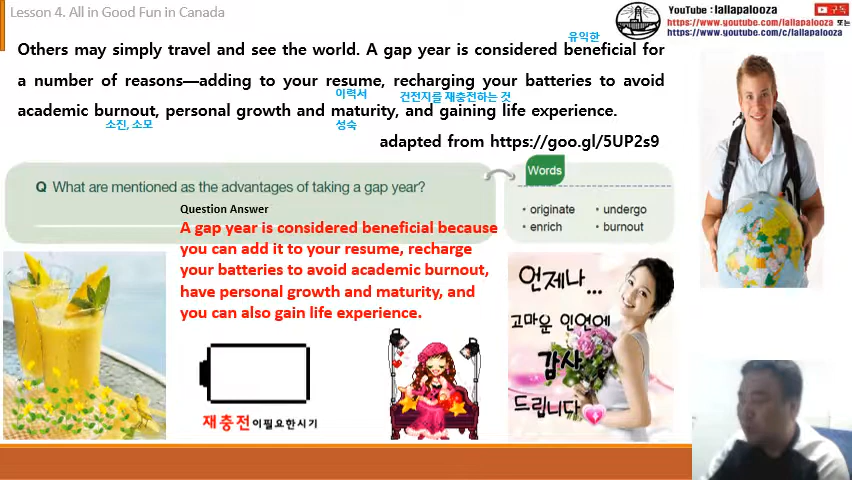 Lesson 4. All in Good Fun in Canada
YouTube : lallapalooza
구독
https://www.youtube.com/lallapalooza 또는
https://www.youtube.com/c/lallapalooza
유익한
Others may simply travel and see the world. A gap year is considered beneficial for
a number of reasons—adding to your resume, recharging your batteries to avoid
이력서
건전지를 재충전하는 것
academic burnout, personal growth and maturity, and gaining life experience.
소진, 소모
성숙
adapted from https://goo.gl/5UP2s9
Q What are mentioned as the advantages of taking a gap year?
Words
• originate • undergo
• enrich • burnout
Question Answer
A gap year is considered beneficial because
you can add it to your resume, recharge
your batteries to avoid academic burnout,
have personal growth and maturity, and
you can also gain life experience.
재충전이필요한시기
언제나...
고마운 인연에
감사
드립니다